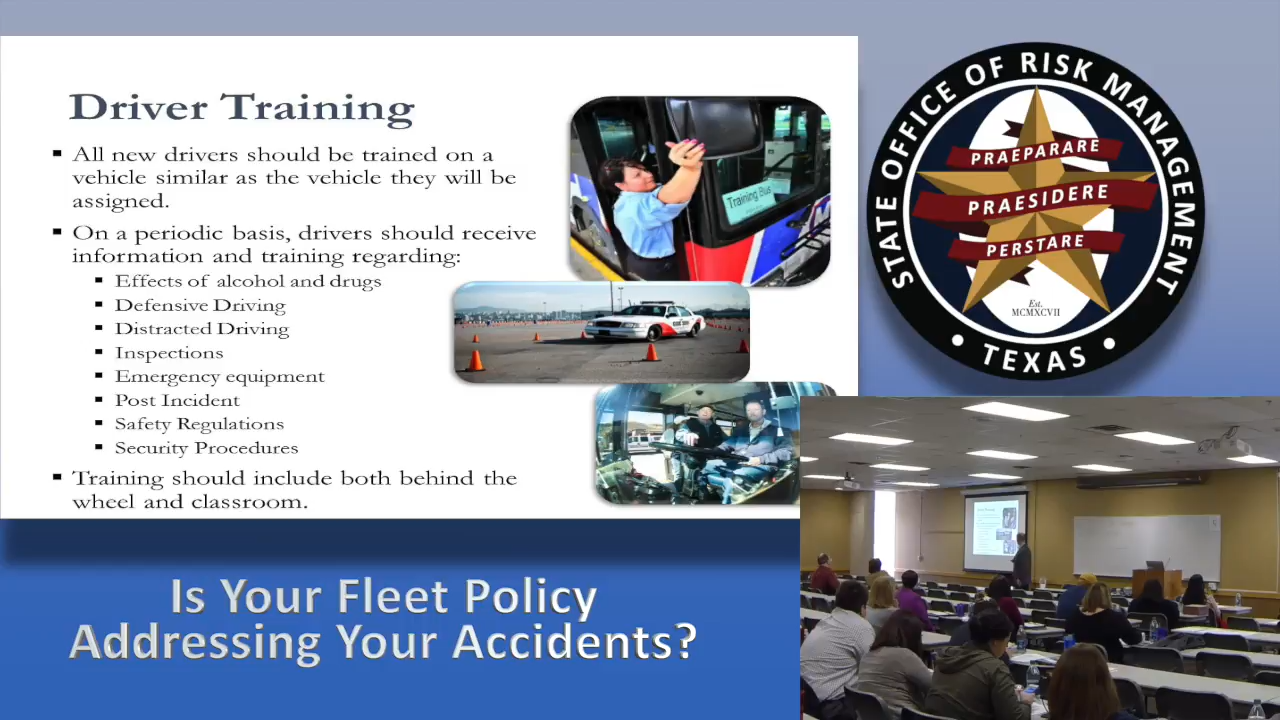 Driver Training
▪ All new drivers should be trained on a
vehicle similar as the vehicle they will be
assigned.
▪ On a periodic basis, drivers should receive
information and training regarding:
▪ Effects of alcohol and drugs
▪ Defensive Driving
▪ Distracted Driving
▪ Inspections
▪ Emergency equipment
▪ Post Incident
▪ Safety Regulations
▪ Security Procedures
▪ Training should include both behind the
wheel and classroom.
Training Bus
STATE OFFICE OF RISK MANAGEMENT
PRAEPARARE
PRAESIDERE
PERSTARE
Est.
MCMXCVII
• TEXAS •
Is Your Fleet Policy
Addressing Your Accidents?